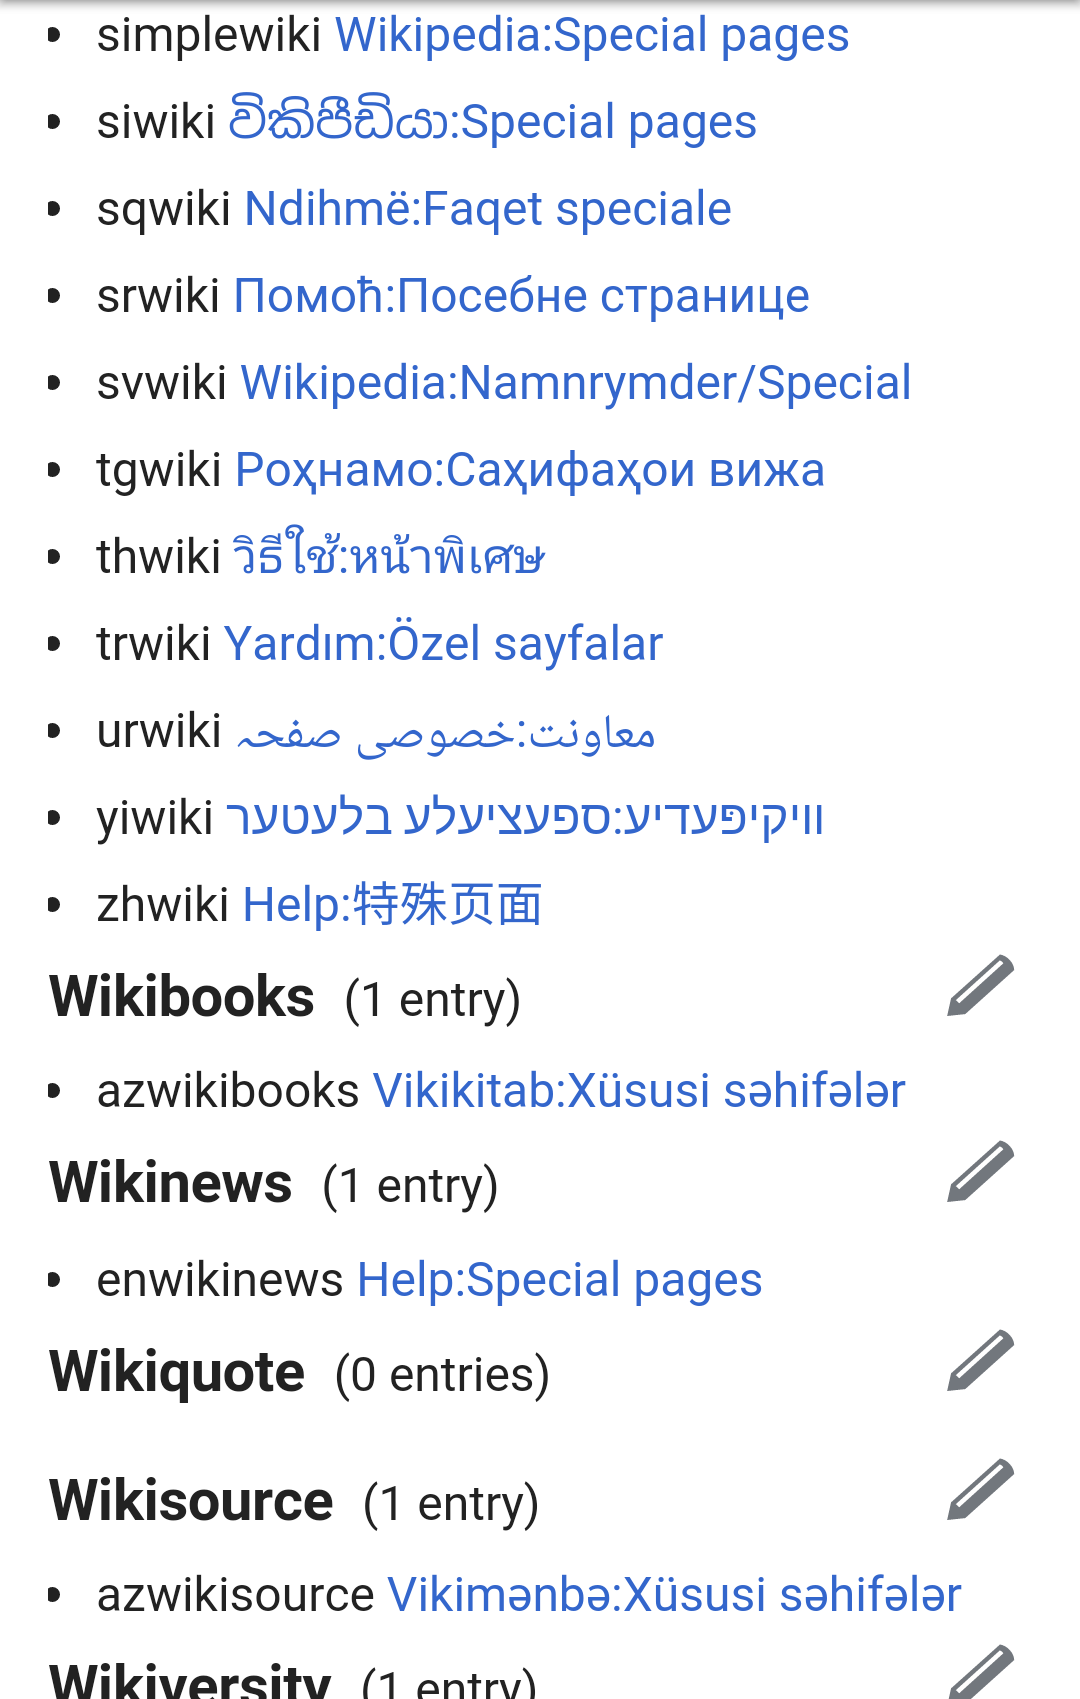 • simplewiki Wikipedia:Special pages
• siwiki විකිපීඩියා:Special pages
• sqwiki Ndihmë:Faqet speciale
• srwiki Помоћ:Посебне странице
• svwiki Wikipedia:Namnrymder/Special
• tgwiki Роҳнамо:Саҳифаҳои вижа
• thwiki วิธีใช้:หน้าพิเศษ
• trwiki Yardım:Özel sayfalar
• urwiki معاونت:خصوصی صفحہ
• yiwiki װיקיפּעדיע:ספעציעלע בלעטער
• zhwiki Help:特殊页面
Wikibooks (1 entry)
• azwikibooks Vikikitab:Xüsusi səhifələr
Wikinews (1 entry)
• enwikinews Help:Special pages
Wikiquote (0 entries)
Wikisource (1 entry)
• azwikisource Vikimənbə:Xüsusi səhifələr
Wikiversity (1 entry)